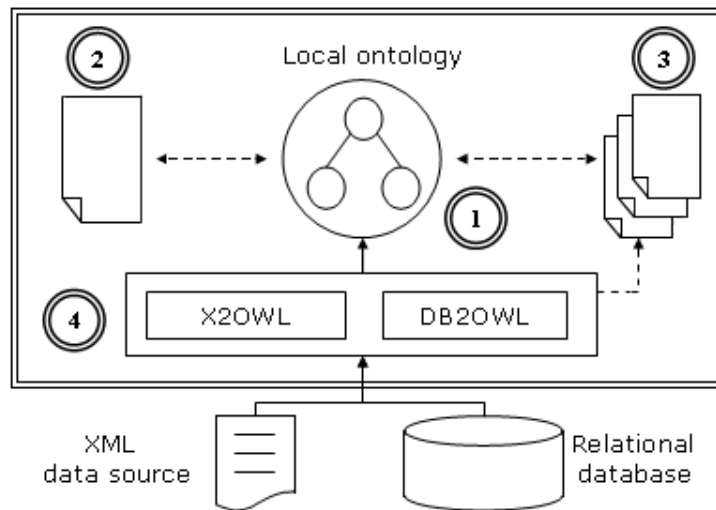 2
Local ontology
3
1
4
X2OWL
DB2OWL
XML
data source
Relational
database